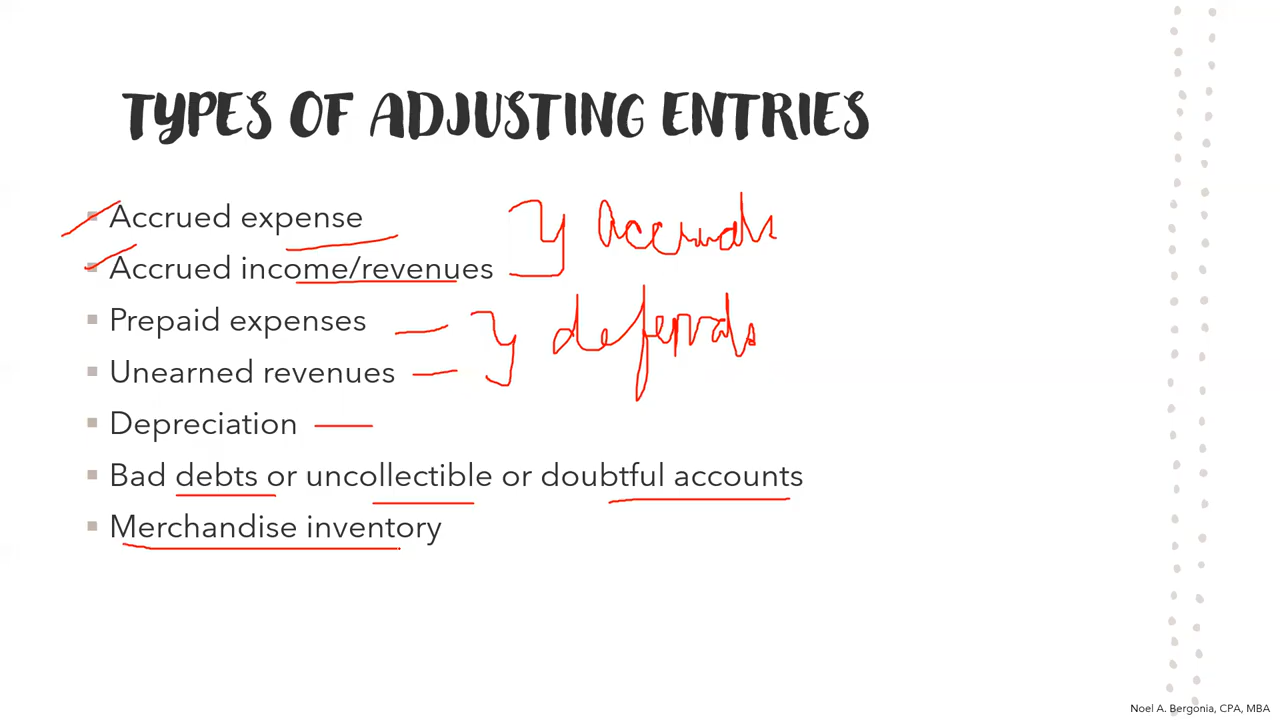 TYPES OF ADJUSTING ENTRIES
Accrued expense
Accrued income/revenues
Accruals
Prepaid expenses
Unearned revenues
deferrals
Depreciation
Bad debts or uncollectible or doubtful accounts
Merchandise inventory
Noel A. Bergonia, CPA, MBA